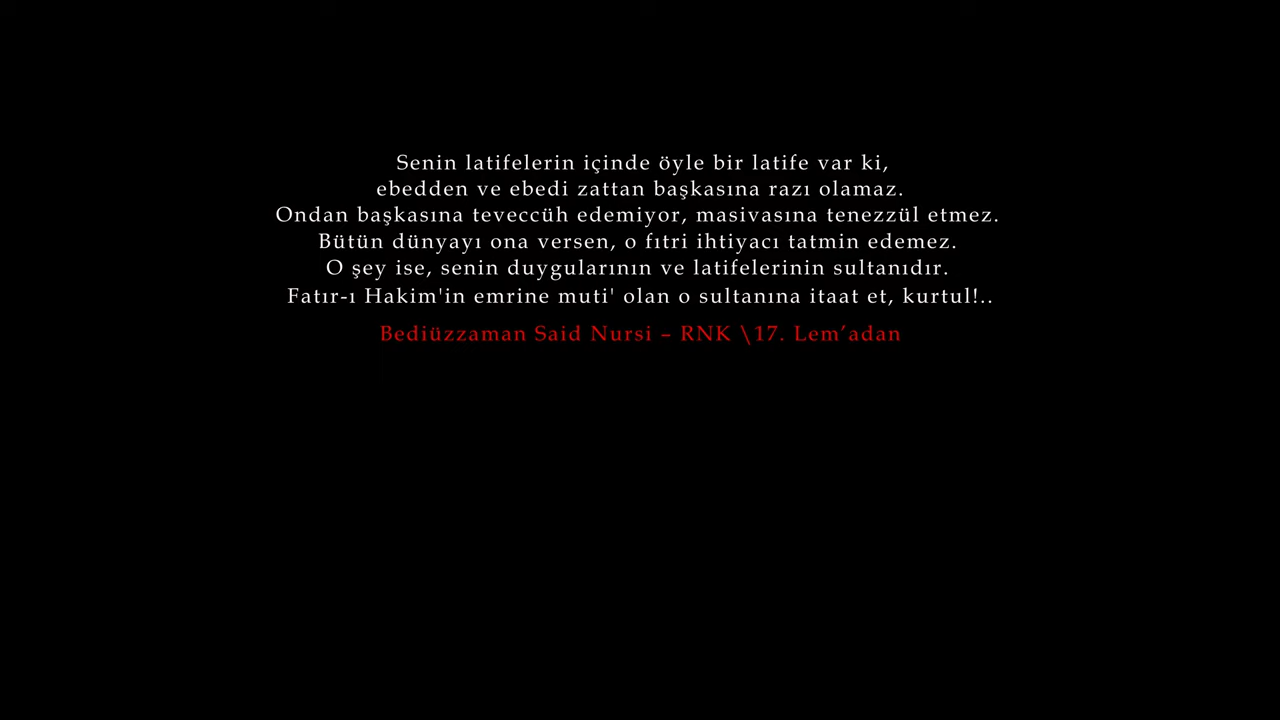 Senin latifelerin içinde öyle bir latife var ki,
ebedden ve ebedi zattan başkasına razı olamaz.
Ondan başkasına teveccüh edemiyor, masivasına tenezzül etmez.
Bütün dünyayı ona versen, o fıtri ihtiyacı tatmin edemez.
O şey ise, senin duygularının ve latifelerinin sultanıdır.
Fatır-ı Hakim'in emrine muti' olan o sultanına itaat et, kurtul!..
Bediüzzaman Said Nursi – RNK \17. Lem’adan